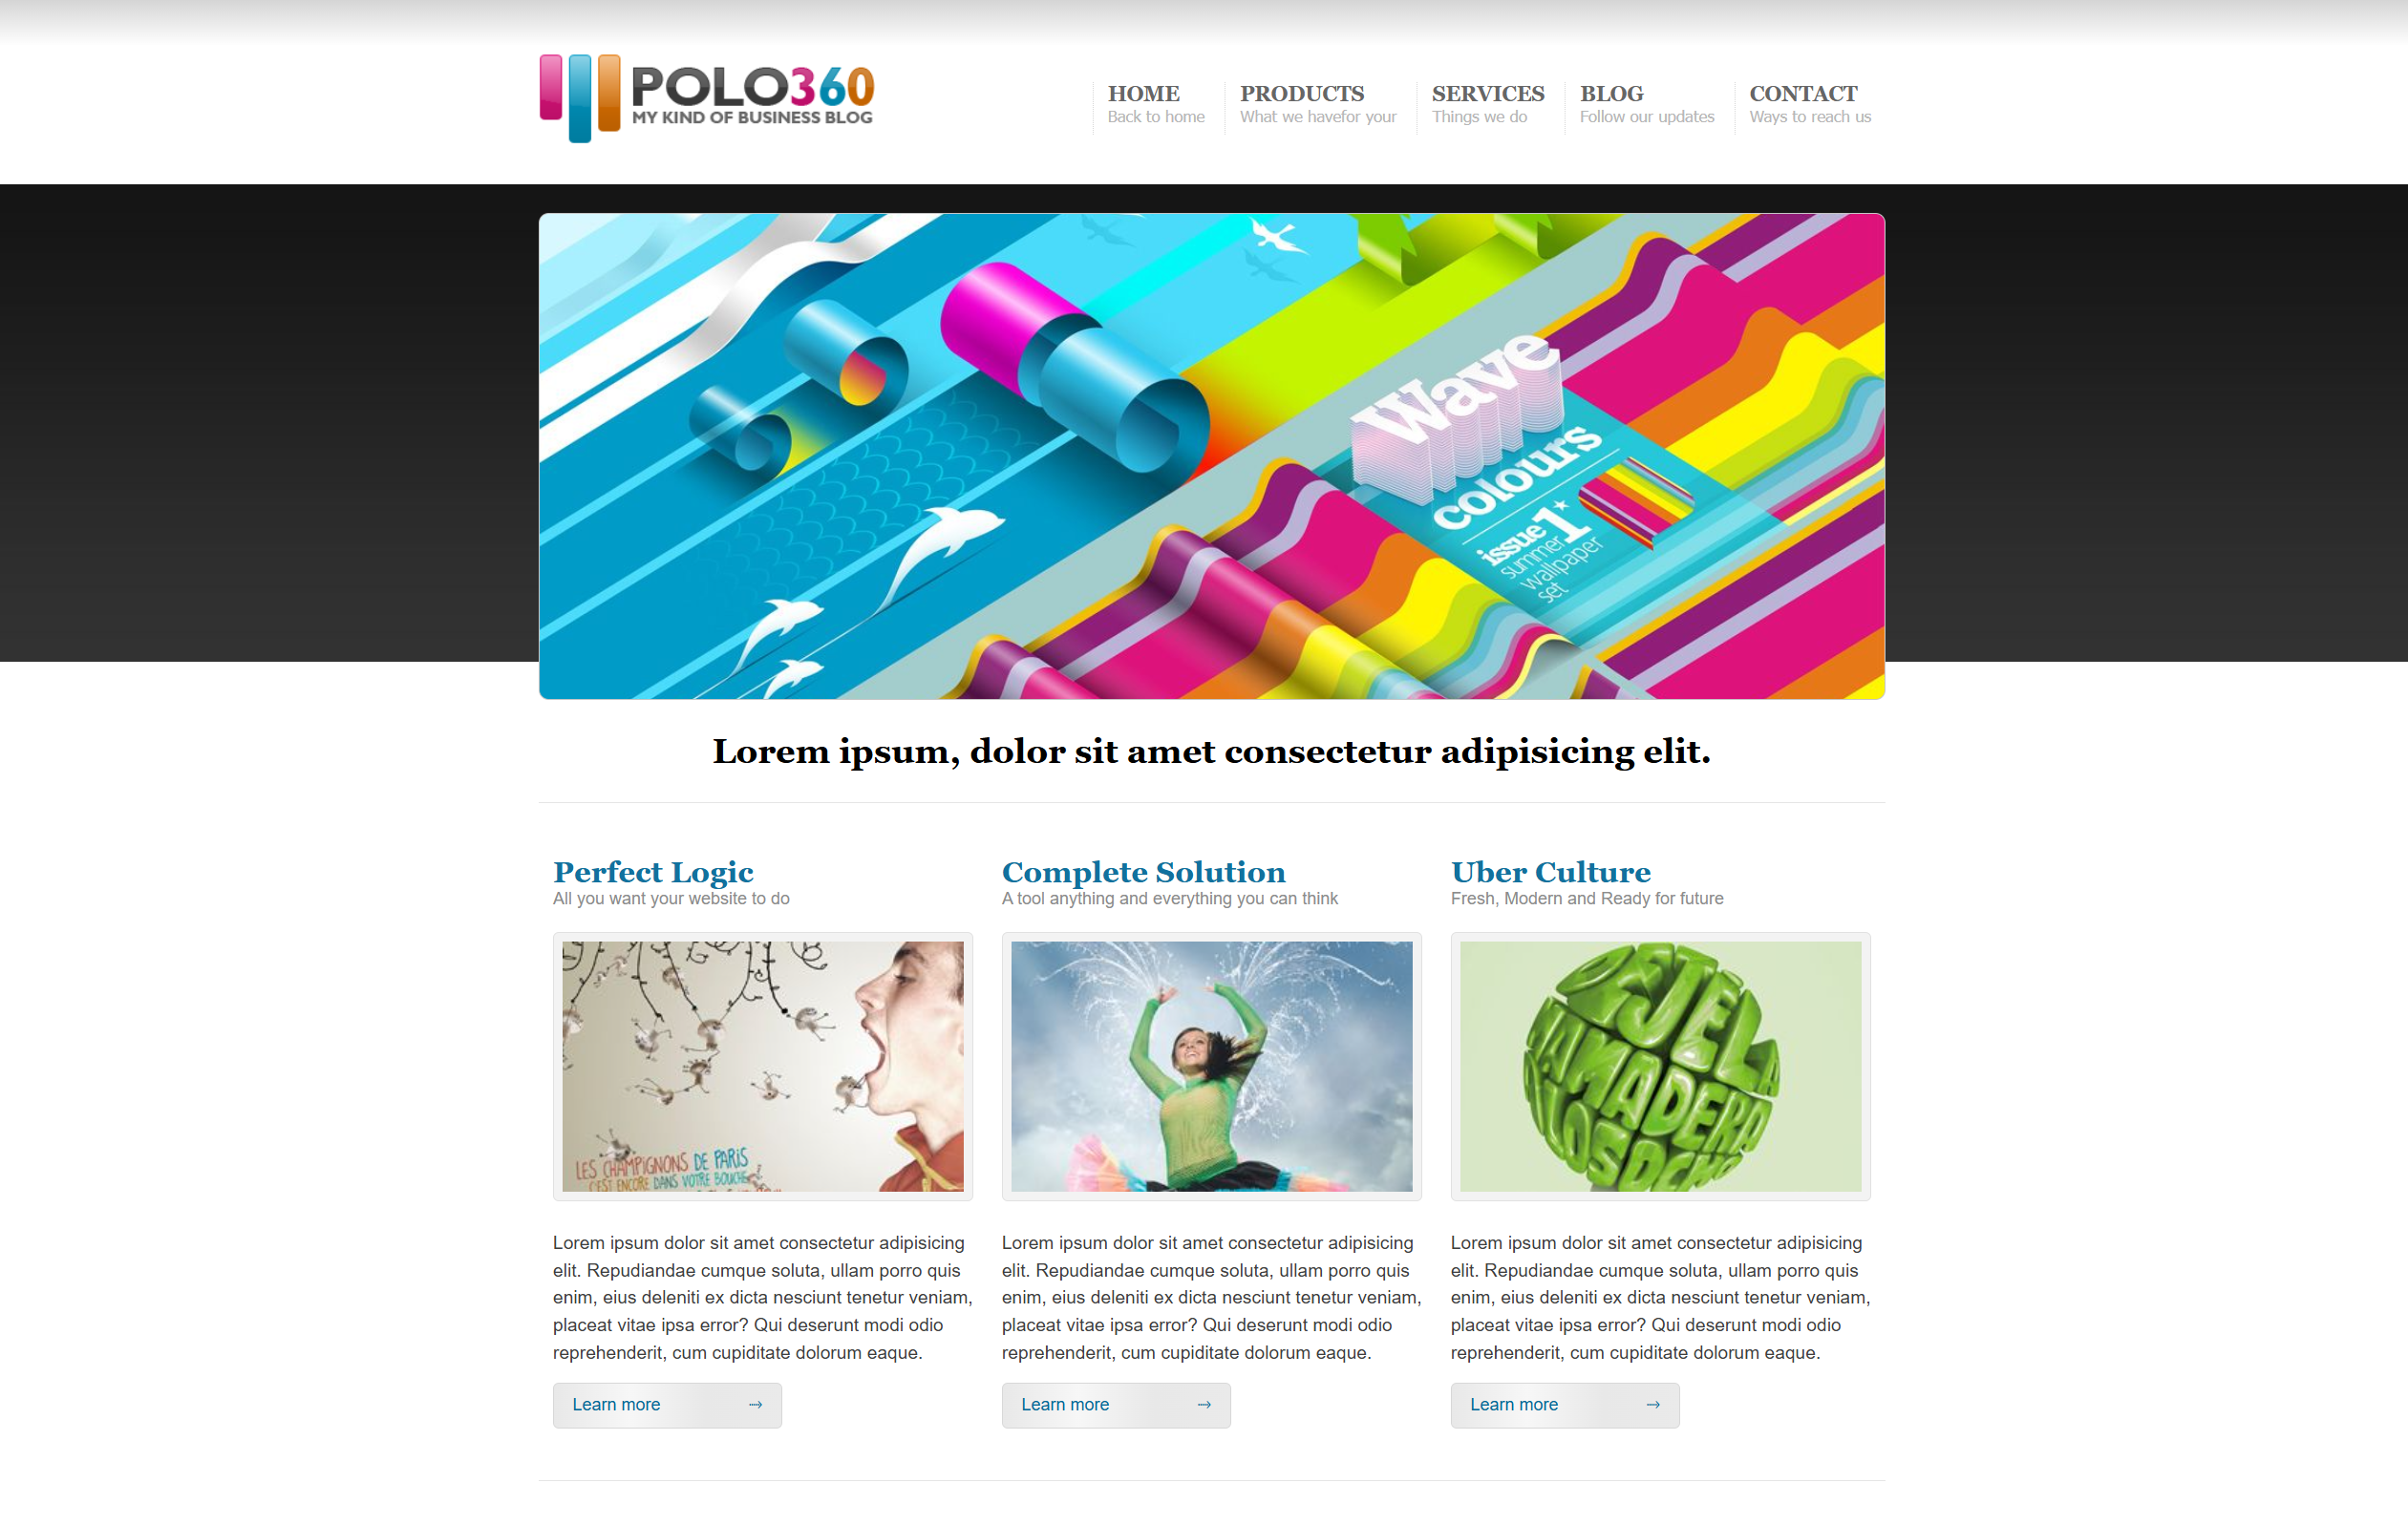 POLO360
MY KIND OF BUSINESS BLOG
HOME
Back to home
PRODUCTS
What we havefor your
SERVICES
Things we do
BLOG
Follow our updates
CONTACT
Ways to reach us
Wave
colours
issue 1
summer
wallpaper
set
Lorem ipsum, dolor sit amet consectetur adipisicing elit.
Perfect Logic
All you want your website to do
LES CHAMPIGNONS DE PARIS
C'EST ENCORE DANS VOTRE BOUCHE
Lorem ipsum dolor sit amet consectetur adipisicing
elit. Repudiandae cumque soluta, ullam porro quis
enim, eius deleniti ex dicta nesciunt tenetur veniam,
placeat vitae ipsa error? Qui deserunt modi odio
reprehenderit, cum cupiditate dolorum eaque.
Learn more →
Complete Solution
A tool anything and everything you can think
Lorem ipsum dolor sit amet consectetur adipisicing
elit. Repudiandae cumque soluta, ullam porro quis
enim, eius deleniti ex dicta nesciunt tenetur veniam,
placeat vitae ipsa error? Qui deserunt modi odio
reprehenderit, cum cupiditate dolorum eaque.
Learn more →
Uber Culture
Fresh, Modern and Ready for future
Lorem ipsum dolor sit amet consectetur adipisicing
elit. Repudiandae cumque soluta, ullam porro quis
enim, eius deleniti ex dicta nesciunt tenetur veniam,
placeat vitae ipsa error? Qui deserunt modi odio
reprehenderit, cum cupiditate dolorum eaque.
Learn more →